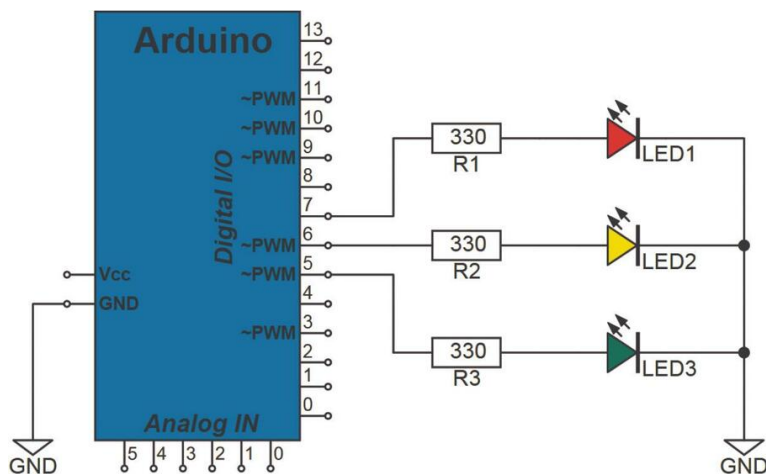 Arduino
13
12
~PWM 11
~PWM 10
~PWM 9
8
7
~PWM 6
~PWM 5
4
~PWM 3
2
1
0
Digital I/O
Vcc
GND
Analog IN
5 4 3 2 1 0
GND
330
R1
LED1
330
R2
LED2
330
R3
LED3
GND